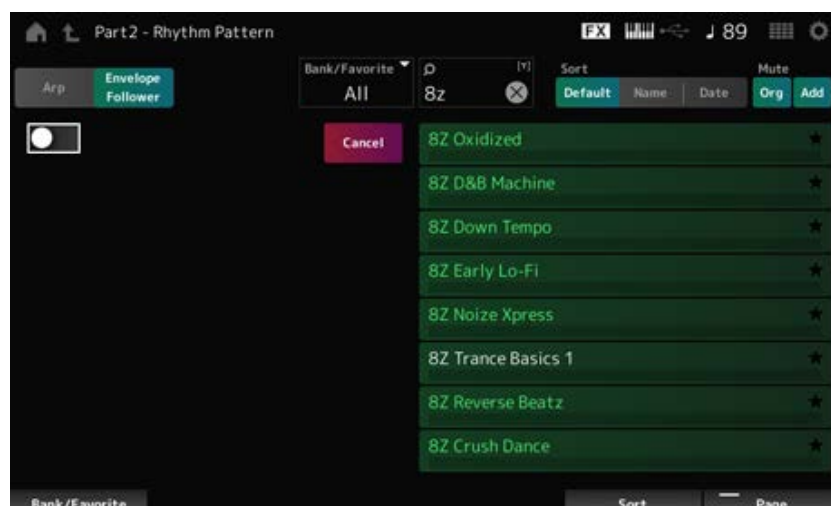 Part2 - Rhythm Pattern
FX
♩ 89
Arp
Envelope
Follower
Bank/Favorite
All
[Y]
8z
Sort
Default Name Date
Mute
Org Add
Cancel
8Z Oxidized
8Z D&B Machine
8Z Down Tempo
8Z Early Lo-Fi
8Z Noize Xpress
8Z Trance Basics 1
8Z Reverse Beatz
8Z Crush Dance
Bank/Favorite
Sort
Page